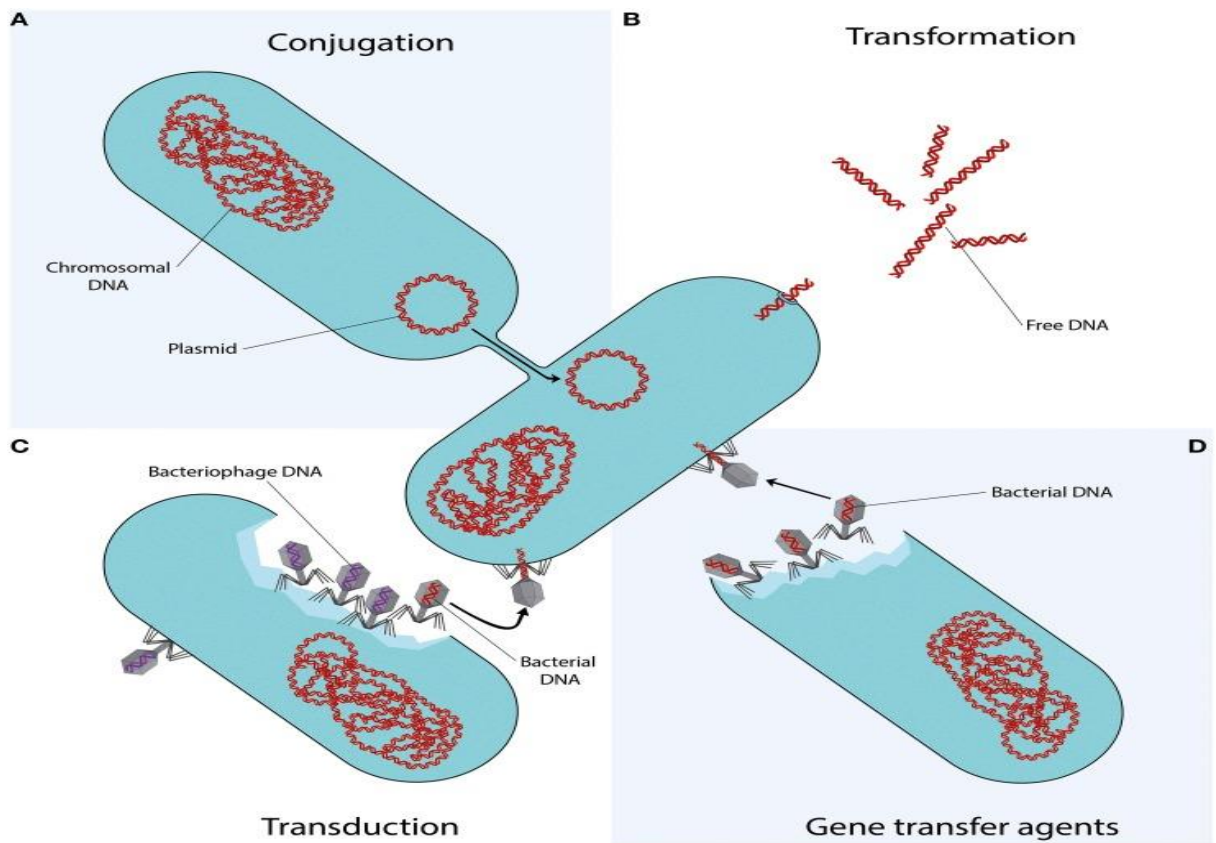 A
Conjugation
B
Transformation
Chromosomal
DNA
Plasmid
Free DNA
C
Bacteriophage DNA
D
Bacterial DNA
Bacterial
DNA
Transduction
Gene transfer agents